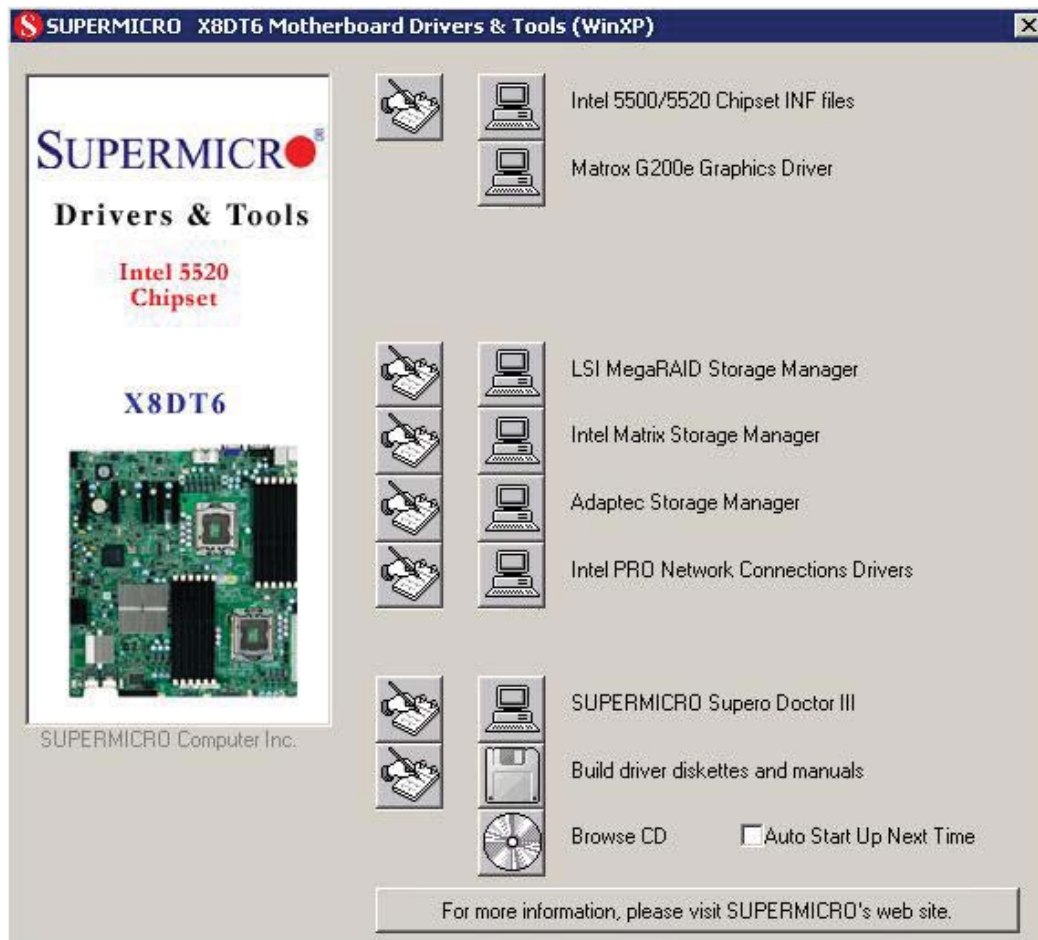 SUPERMICRO X8DT6 Motherboard Drivers & Tools (WinXP)
SUPERMICRO®
Drivers & Tools
Intel 5520
Chipset
X8DT6
SUPERMICRO Computer Inc.
Intel 5500/5520 Chipset INF files
Matrox G200e Graphics Driver
LSI MegaRAID Storage Manager
Intel Matrix Storage Manager
Adaptec Storage Manager
Intel PRO Network Connections Drivers
SUPERMICRO Supero Doctor III
Build driver diskettes and manuals
Browse CD
Auto Start Up Next Time
For more information, please visit SUPERMICRO's web site.